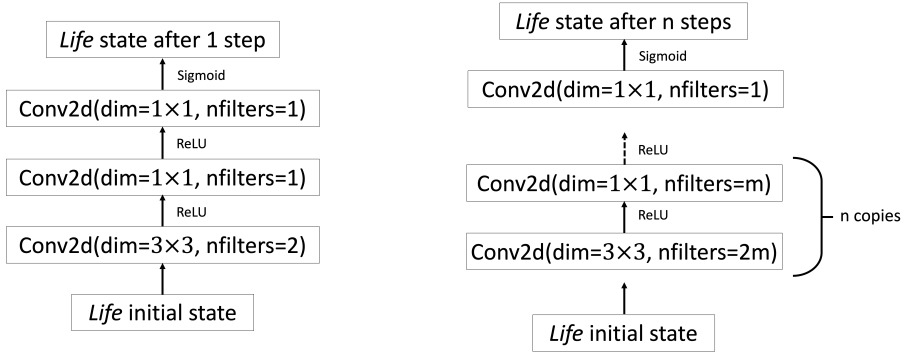 Life state after 1 step
Sigmoid
Conv2d(dim=1×1, nfilters=1)
ReLU
Conv2d(dim=1×1, nfilters=1)
ReLU
Conv2d(dim=3×3, nfilters=2)
Life initial state
Life state after n steps
Sigmoid
Conv2d(dim=1×1, nfilters=1)
ReLU
Conv2d(dim=1×1, nfilters=m)
ReLU
Conv2d(dim=3×3, nfilters=2m)
n copies
Life initial state